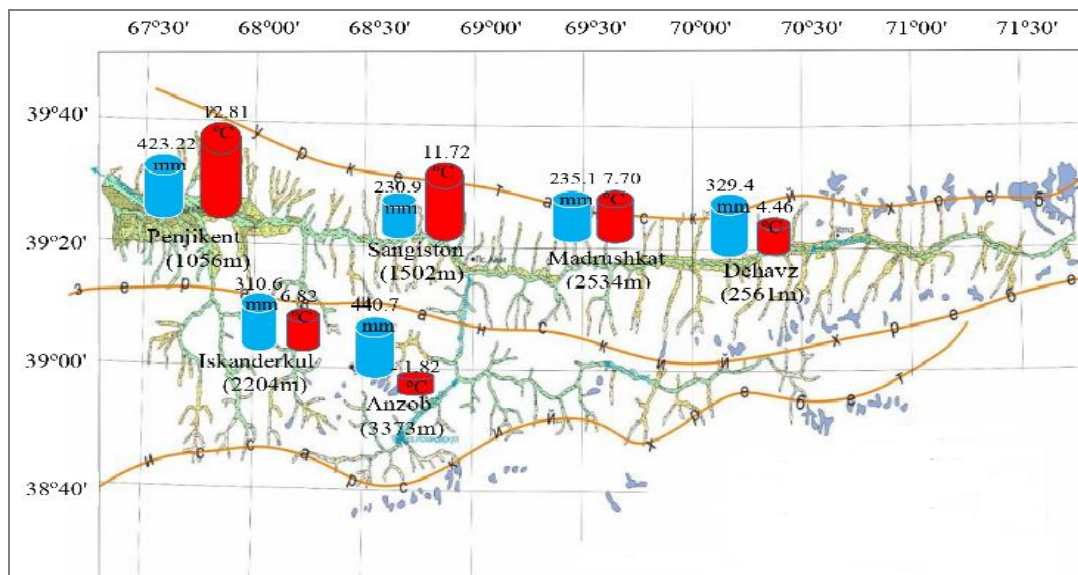 67°30' 68°00' 68°30' 69°00' 69°30' 70°00' 70°30' 71°00' 71°30'
39°40'
39°20'
39°00'
38°40'
423.22
mm
12.81
°C
Penjikent
(1056m)
230.9
mm
11.72
°C
Sangiston
(1502m)
235.1
mm
7.70
°C
Madrushkat
(2534m)
329.4
mm
4.46
°C
Dehavz
(2561m)
310.6
mm
6.82
°C
Iskanderkul
(2204m)
440.7
mm
-1.82
°C
Anzob
(3373m)
у р к е т а с к й х р е б
з е р а н с к и й х р е б е
и с с а р с к и й х р е б е т